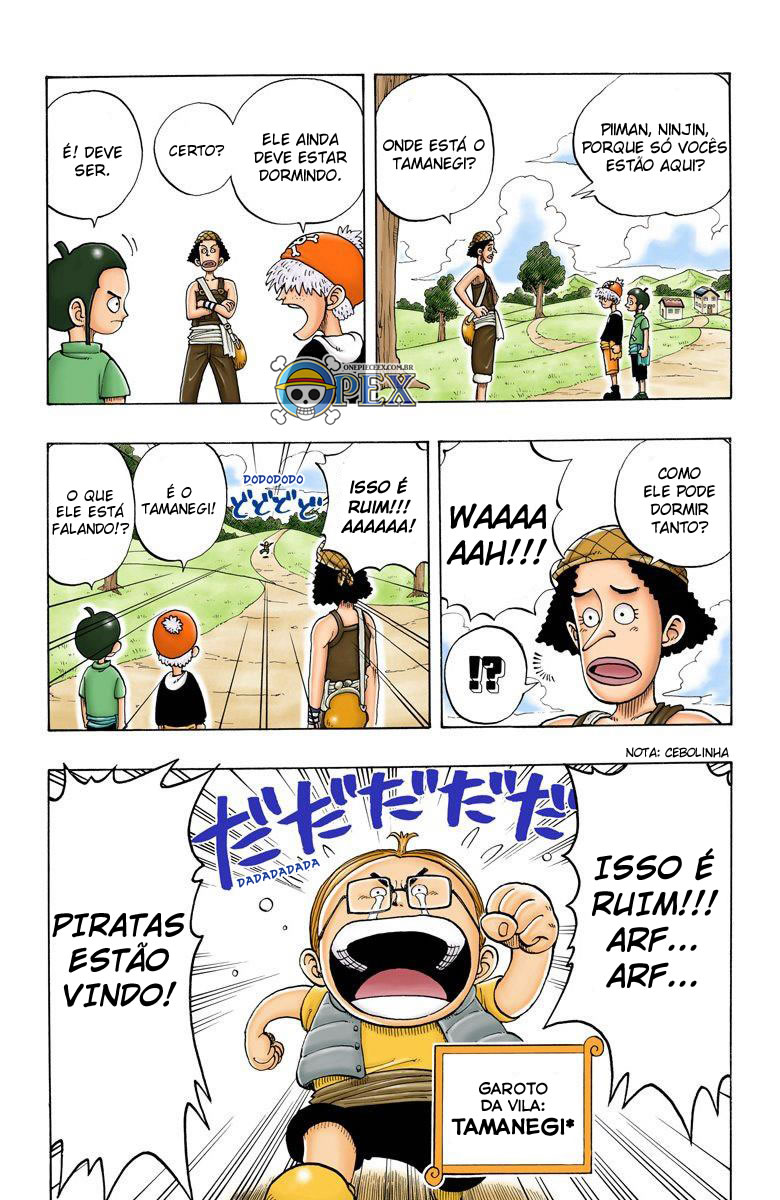 PIIMAN, NINJIN,
PORQUE SÓ VOCÊS
ESTÃO AQUI?
ONDE ESTÁ O
TAMANEGI?
ELE AINDA
DEVE ESTAR
DORMINDO.
CERTO?
É! DEVE
SER.
ONEPIECEEX.COM.BR
OPEX
COMO
ELE PODE
DORMIR
TANTO?
WAAAA
AAH!!!
!?
ISSO É
RUIM!!!
AAAAAA!
DODODODO
どどどど
É O
TAMANEGI!
O QUE
ELE ESTÁ
FALANDO!?
NOTA: CEBOLINHA
ISSO É
RUIM!!!
ARF...
ARF...
だだだだだ
DADADADADA
PIRATAS
ESTÃO
VINDO!
GAROTO
DA VILA:
TAMANEGI*